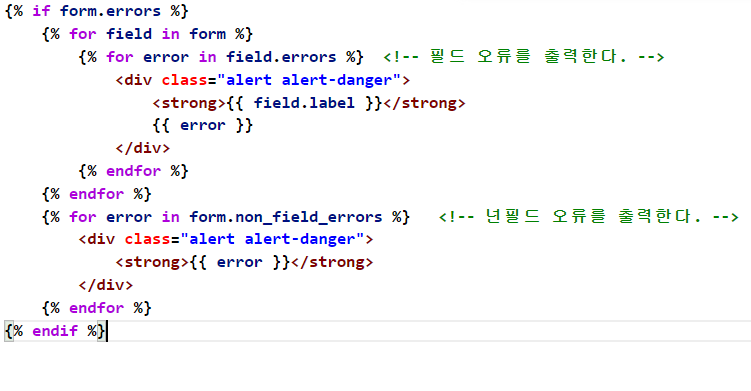 {% if form.errors %}
    {% for field in form %}
        {% for error in field.errors %}  <!-- 필드 오류를 출력한다. -->
            <div class="alert alert-danger">
                <strong>{{ field.label }}</strong>
                {{ error }}
            </div>
        {% endfor %}
    {% endfor %}
    {% for error in form.non_field_errors %}   <!-- 넌필드 오류를 출력한다. -->
        <div class="alert alert-danger">
            <strong>{{ error }}</strong>
        </div>
    {% endfor %}
{% endif %}